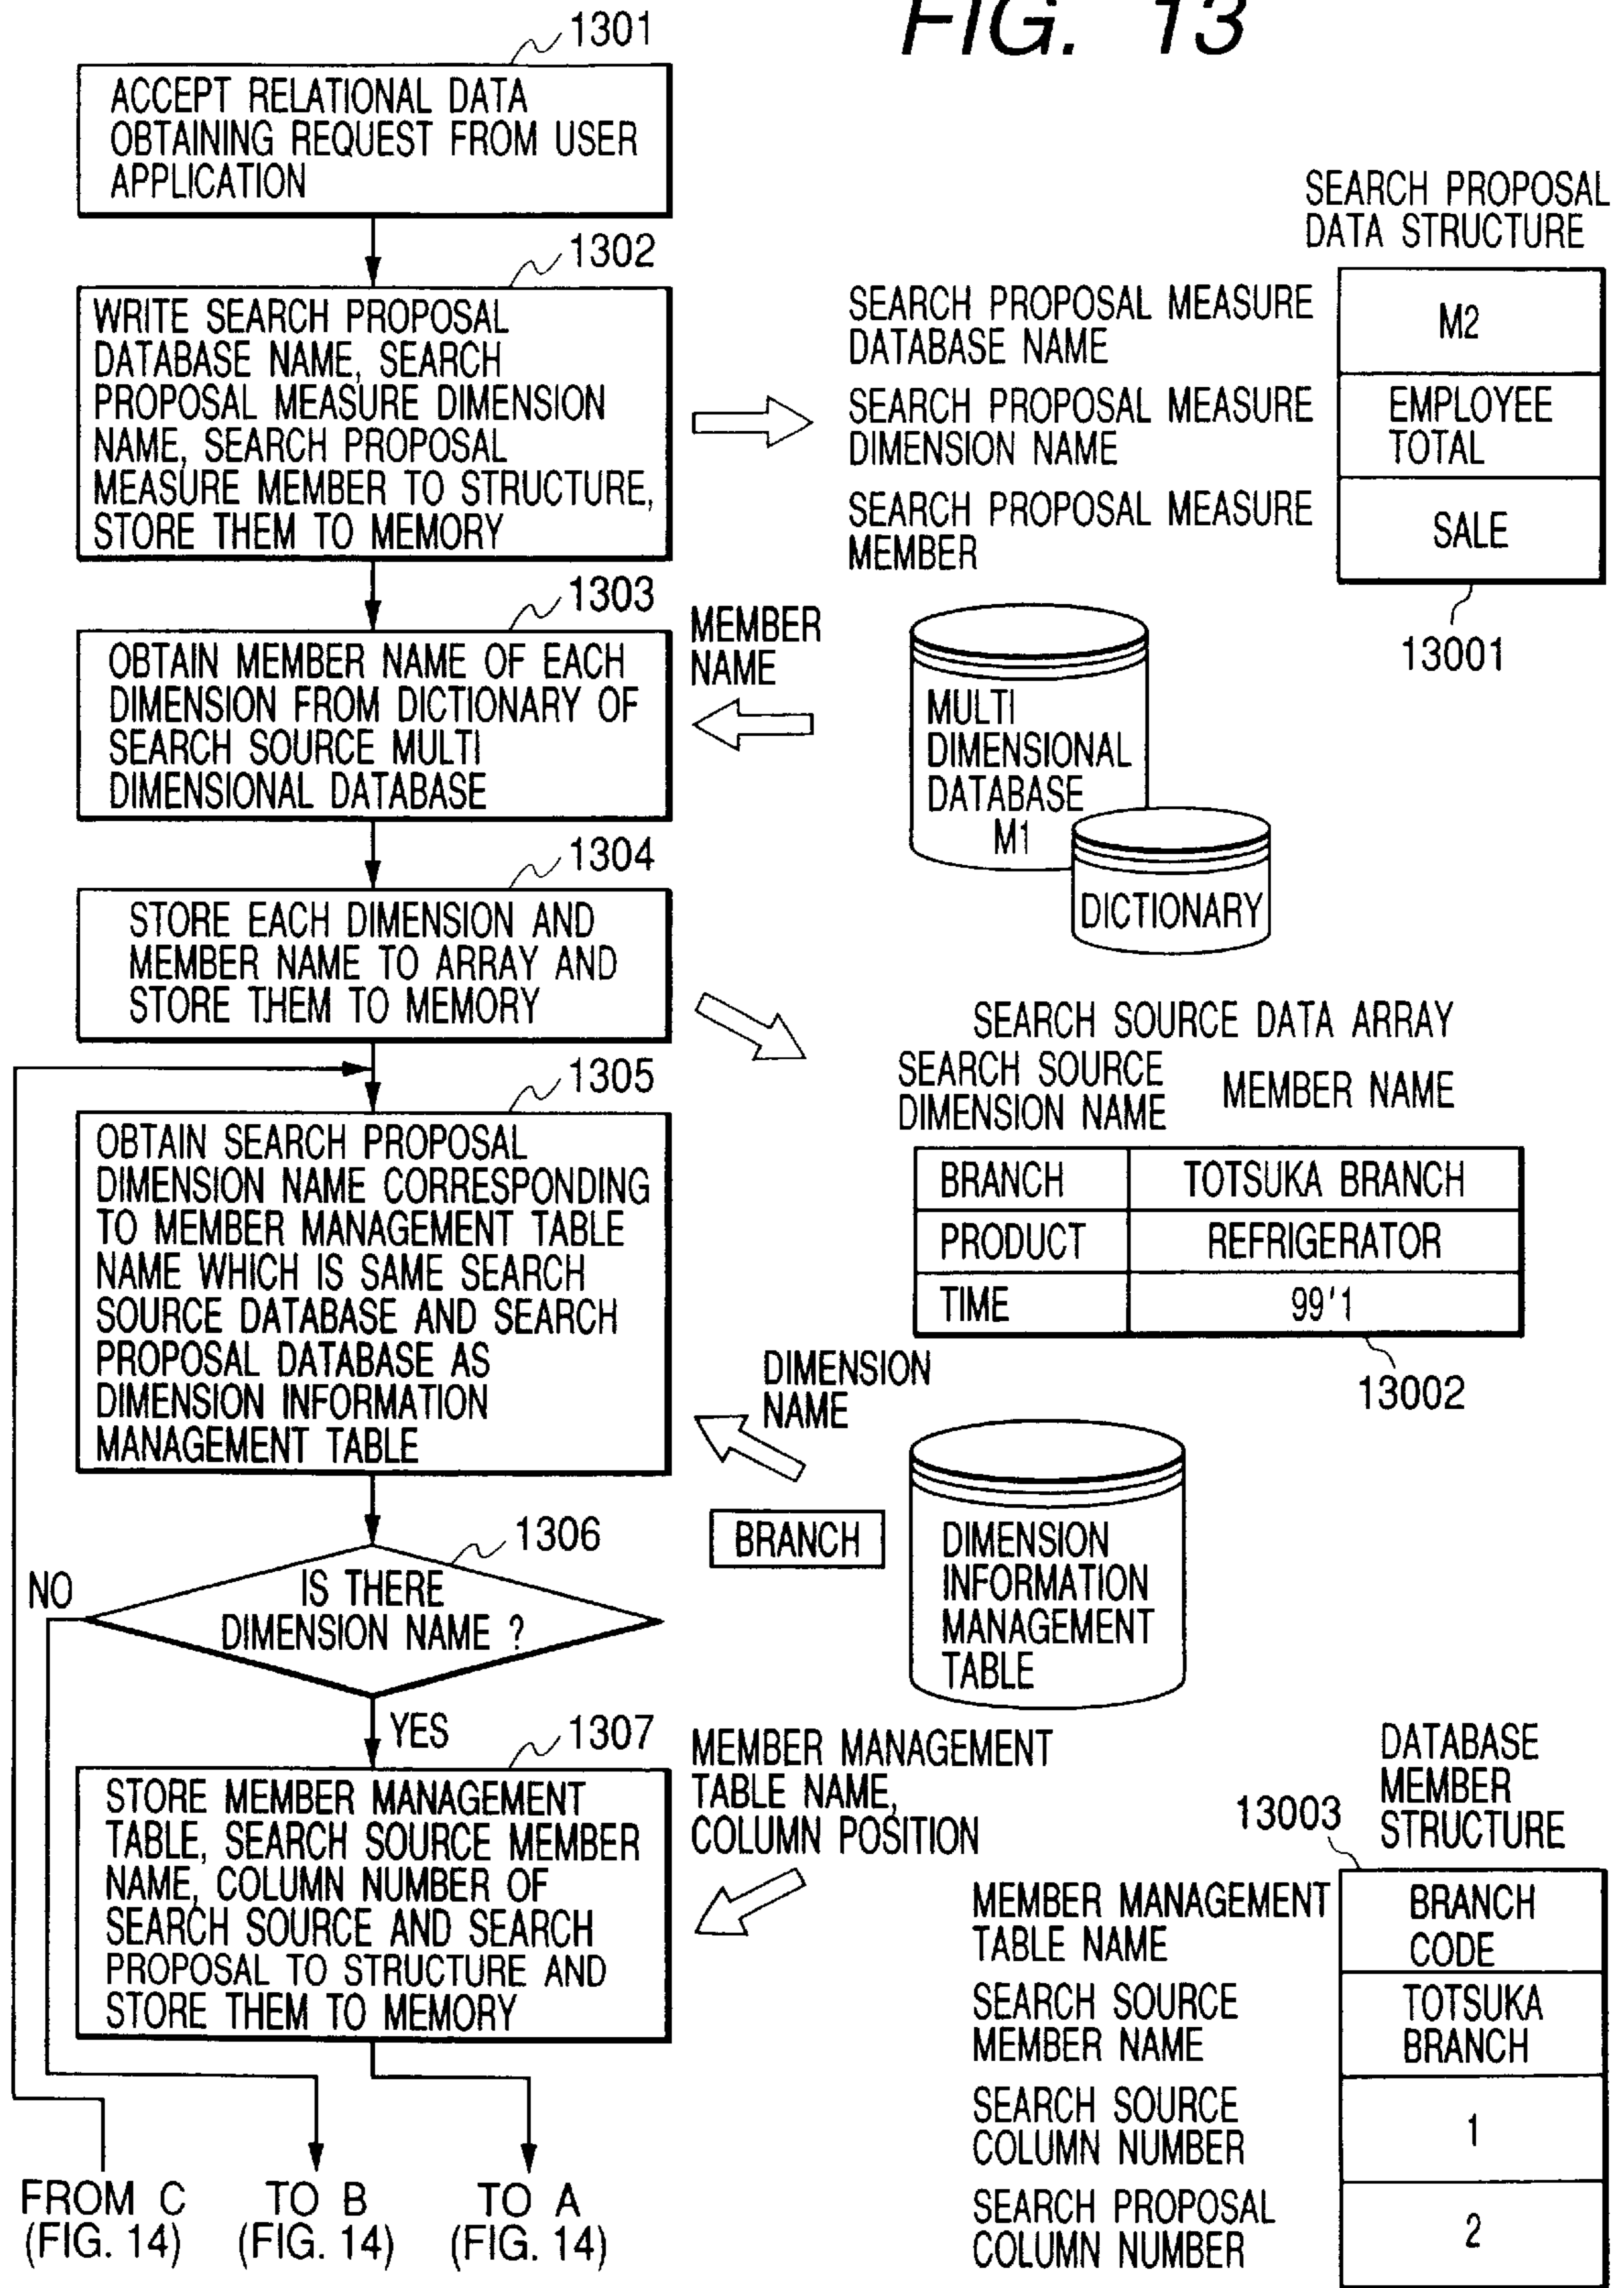 FIG. 13
1301
ACCEPT RELATIONAL DATA
OBTAINING REQUEST FROM USER
APPLICATION
1302
WRITE SEARCH PROPOSAL
DATABASE NAME, SEARCH
PROPOSAL MEASURE DIMENSION
NAME, SEARCH PROPOSAL
MEASURE MEMBER TO STRUCTURE,
STORE THEM TO MEMORY
SEARCH PROPOSAL
DATA STRUCTURE
SEARCH PROPOSAL MEASURE
DATABASE NAME
M2
SEARCH PROPOSAL MEASURE
DIMENSION NAME
EMPLOYEE
TOTAL
SEARCH PROPOSAL MEASURE
MEMBER
SALE
13001
1303
OBTAIN MEMBER NAME OF EACH
DIMENSION FROM DICTIONARY OF
SEARCH SOURCE MULTI
DIMENSIONAL DATABASE
MEMBER
NAME
MULTI
DIMENSIONAL
DATABASE
M1
DICTIONARY
1304
STORE EACH DIMENSION AND
MEMBER NAME TO ARRAY AND
STORE THEM TO MEMORY
SEARCH SOURCE DATA ARRAY
SEARCH SOURCE
DIMENSION NAME
MEMBER NAME
BRANCH TOTSUKA BRANCH
PRODUCT REFRIGERATOR
TIME 99'1
13002
1305
OBTAIN SEARCH PROPOSAL
DIMENSION NAME CORRESPONDING
TO MEMBER MANAGEMENT TABLE
NAME WHICH IS SAME SEARCH
SOURCE DATABASE AND SEARCH
PROPOSAL DATABASE AS
DIMENSION INFORMATION
MANAGEMENT TABLE
DIMENSION
NAME
BRANCH
DIMENSION
INFORMATION
MANAGEMENT
TABLE
1306
NO
IS THERE
DIMENSION NAME ?
YES
1307
STORE MEMBER MANAGEMENT
TABLE, SEARCH SOURCE MEMBER
NAME, COLUMN NUMBER OF
SEARCH SOURCE AND SEARCH
PROPOSAL TO STRUCTURE AND
STORE THEM TO MEMORY
MEMBER MANAGEMENT
TABLE NAME,
COLUMN POSITION
DATABASE
MEMBER
STRUCTURE
13003
MEMBER MANAGEMENT
TABLE NAME
BRANCH
CODE
SEARCH SOURCE
MEMBER NAME
TOTSUKA
BRANCH
SEARCH SOURCE
COLUMN NUMBER
1
SEARCH PROPOSAL
COLUMN NUMBER
2
FROM C
(FIG. 14)
TO B
(FIG. 14)
TO A
(FIG. 14)